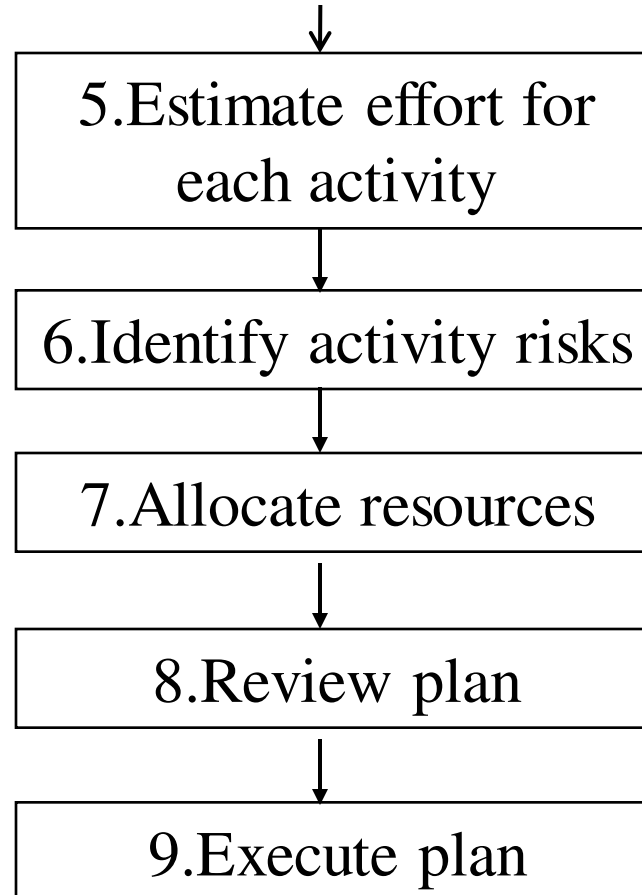 5.Estimate effort for
each activity
6.Identify activity risks
7.Allocate resources
8.Review plan
9.Execute plan